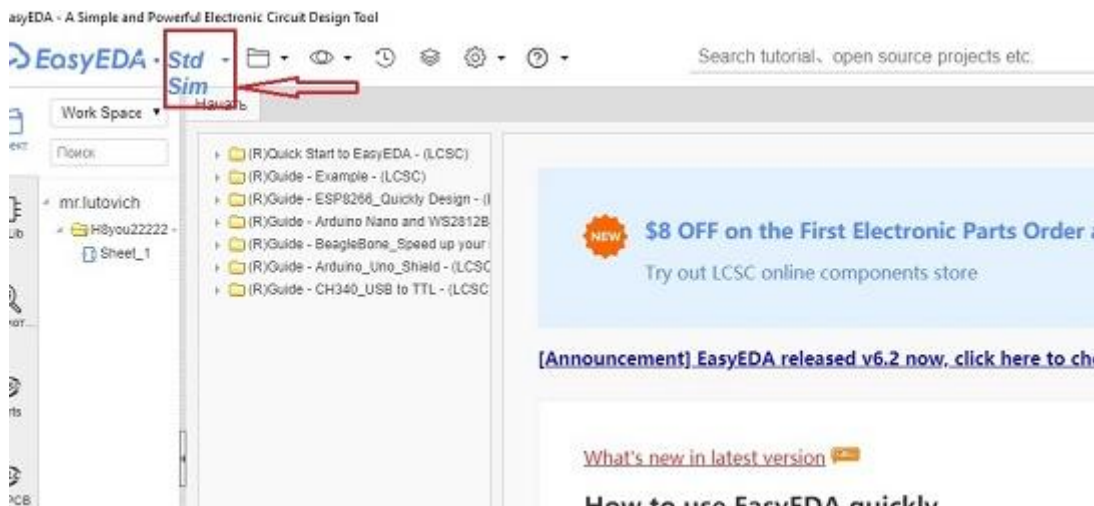 asyEDA - A Simple and Powerful Electronic Circuit Design Tool
EasyEDA · Std
Sim
Search tutorial、open source projects etc.
Work Space
Начать
Поиск
mr.lutovich
H8you22222 -
Sheet_1
(R)Quick Start to EasyEDA - (LCSC)
(R)Guide - Example - (LCSC)
(R)Guide - ESP8266_Quickly Design - (
(R)Guide - Arduino Nano and WS2812B
(R)Guide - BeagleBone_Speed up your
(R)Guide - Arduino_Uno_Shield - (LCSC
(R)Guide - CH340_USB to TTL - (LCSC
NEW
$8 OFF on the First Electronic Parts Order
Try out LCSC online components store
[Announcement] EasyEDA released v6.2 now, click here to che
What's new in latest version
How to use EasyEDA quickly
PCB